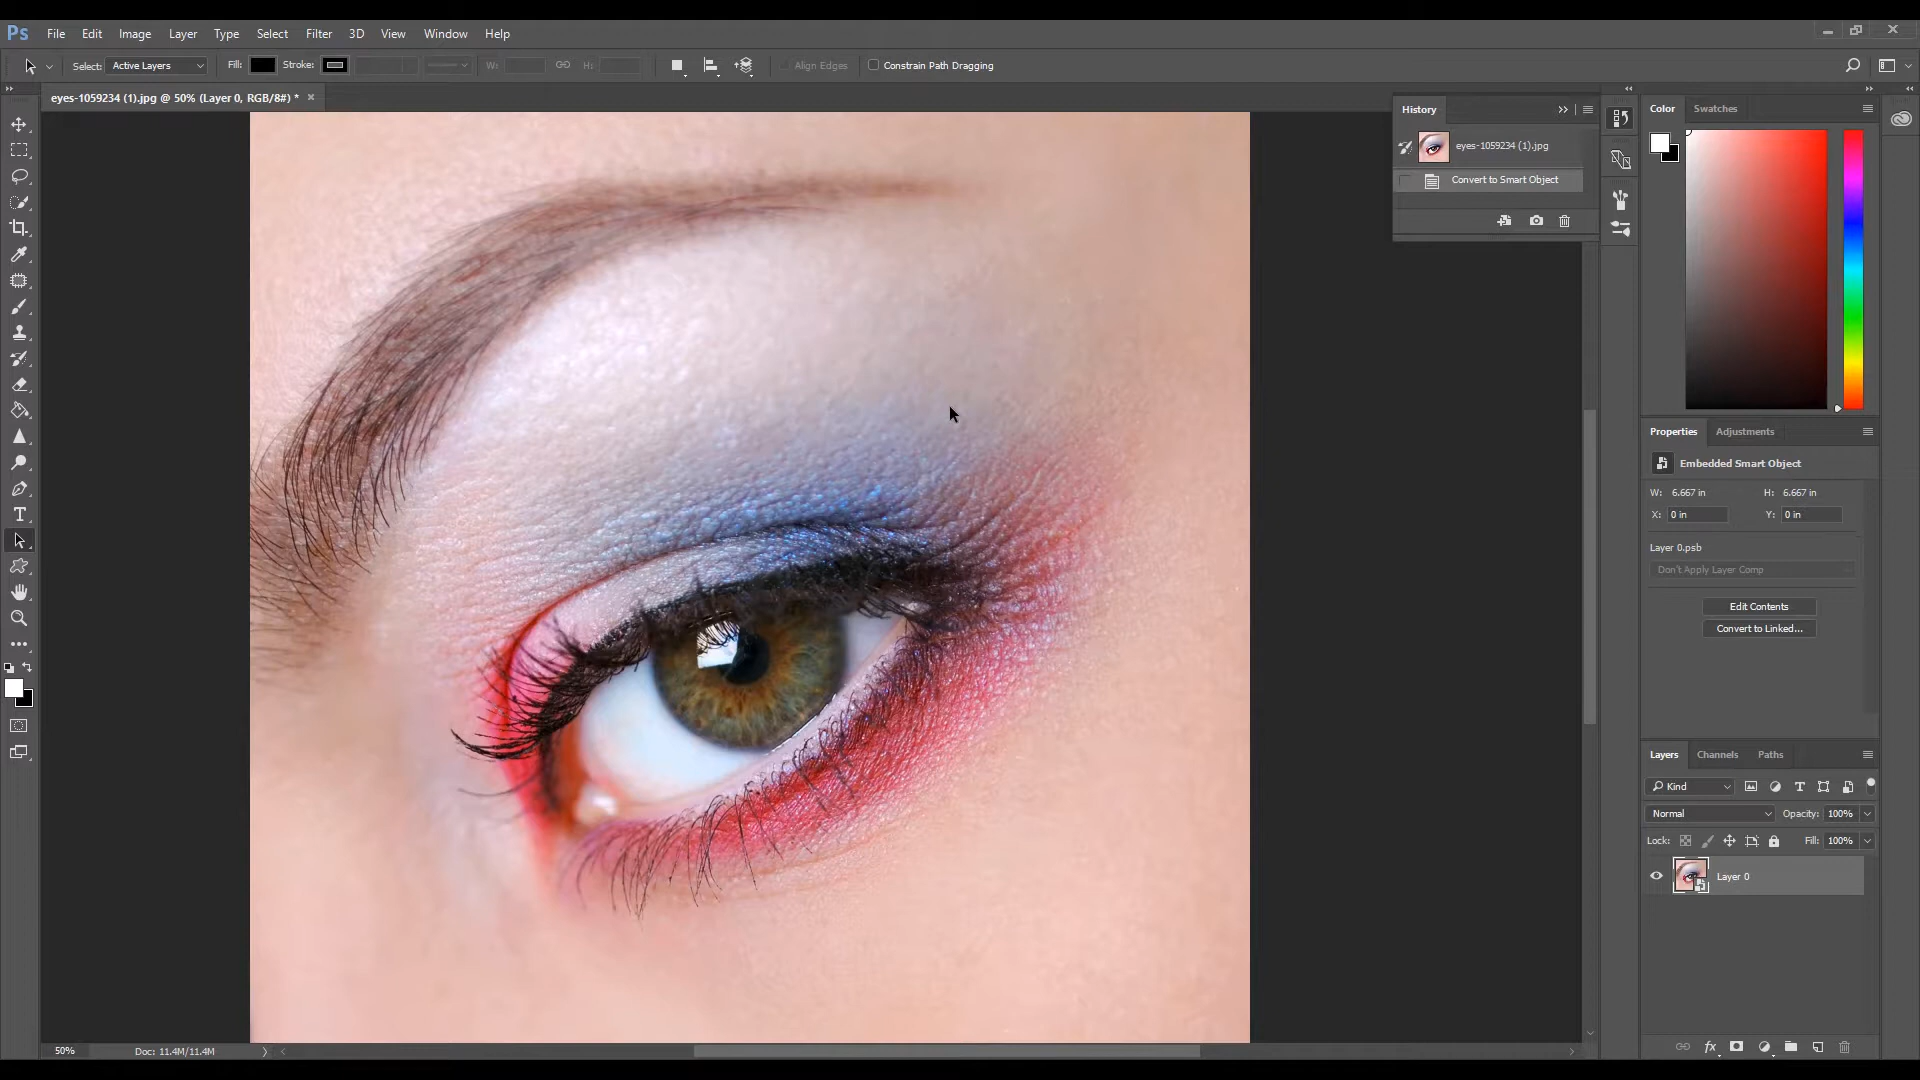 Ps File Edit Image Layer Type Select Filter 3D View Window Help
Select: Active Layers Fill: Stroke: W: H: Align Edges Constrain Path Dragging
eyes-1059234 (1).jpg @ 50% (Layer 0, RGB/8#) * ×
History
eyes-1059234 (1).jpg
Convert to Smart Object
Color Swatches
Properties Adjustments
Embedded Smart Object
W: 6.667 in H: 6.667 in
X: 0 in Y: 0 in
Layer 0.psb
Don't Apply Layer Comp
Edit Contents
Convert to Linked...
Layers Channels Paths
Kind
Normal Opacity: 100%
Lock: Fill: 100%
Layer 0
fx
50% Doc: 11.4M/11.4M